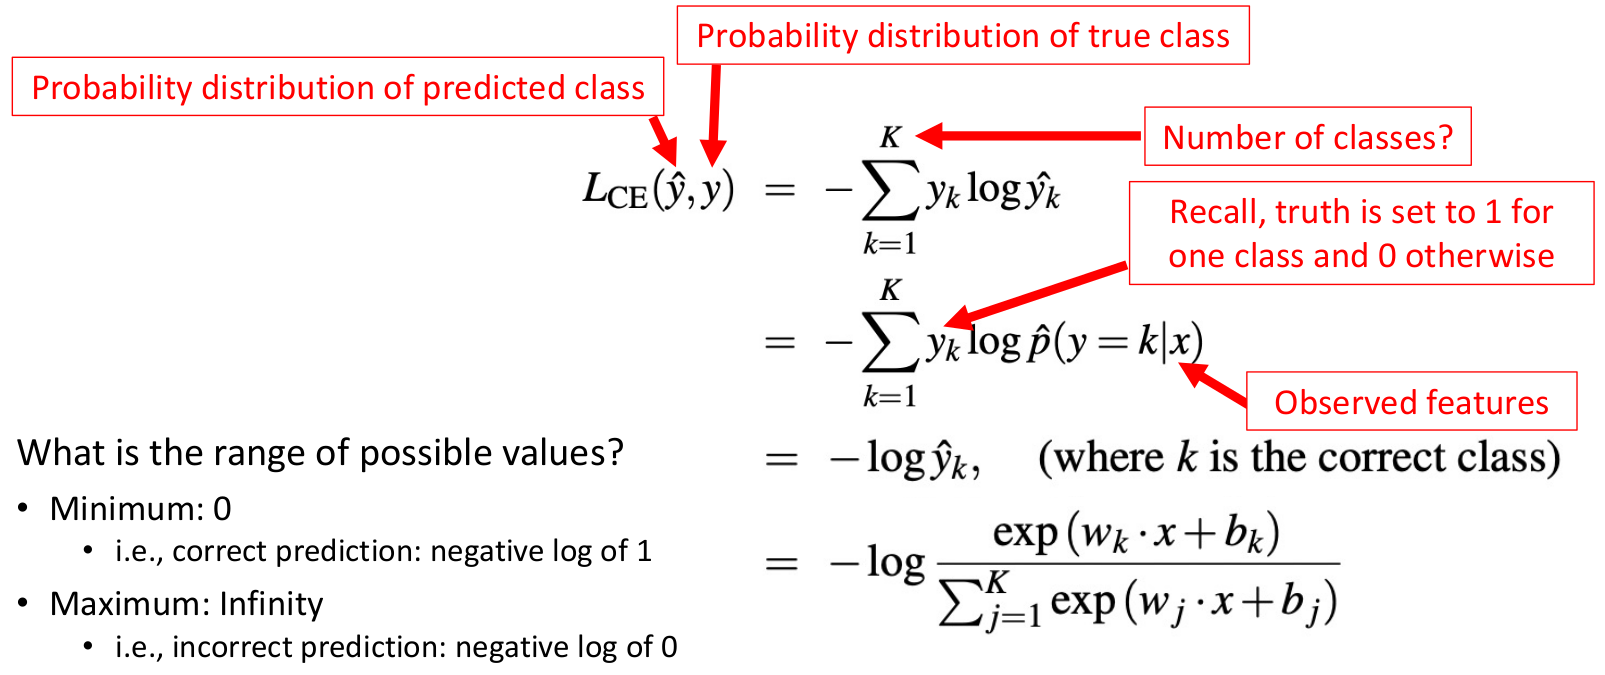 Probability distribution of true class
Probability distribution of predicted class
Number of classes?
L_CE(ŷ, y) = −∑_{k=1}^{K} y_k log ŷ_k
Recall, truth is set to 1 for
one class and 0 otherwise
= −∑_{k=1}^{K} y_k log p̂(y = k|x)
Observed features
What is the range of possible values?
= −log ŷ_k, (where k is the correct class)
• Minimum: 0
• i.e., correct prediction: negative log of 1
= −log exp(w_k · x + b_k) / ∑_{j=1}^{K} exp(w_j · x + b_j)
• Maximum: Infinity
• i.e., incorrect prediction: negative log of 0